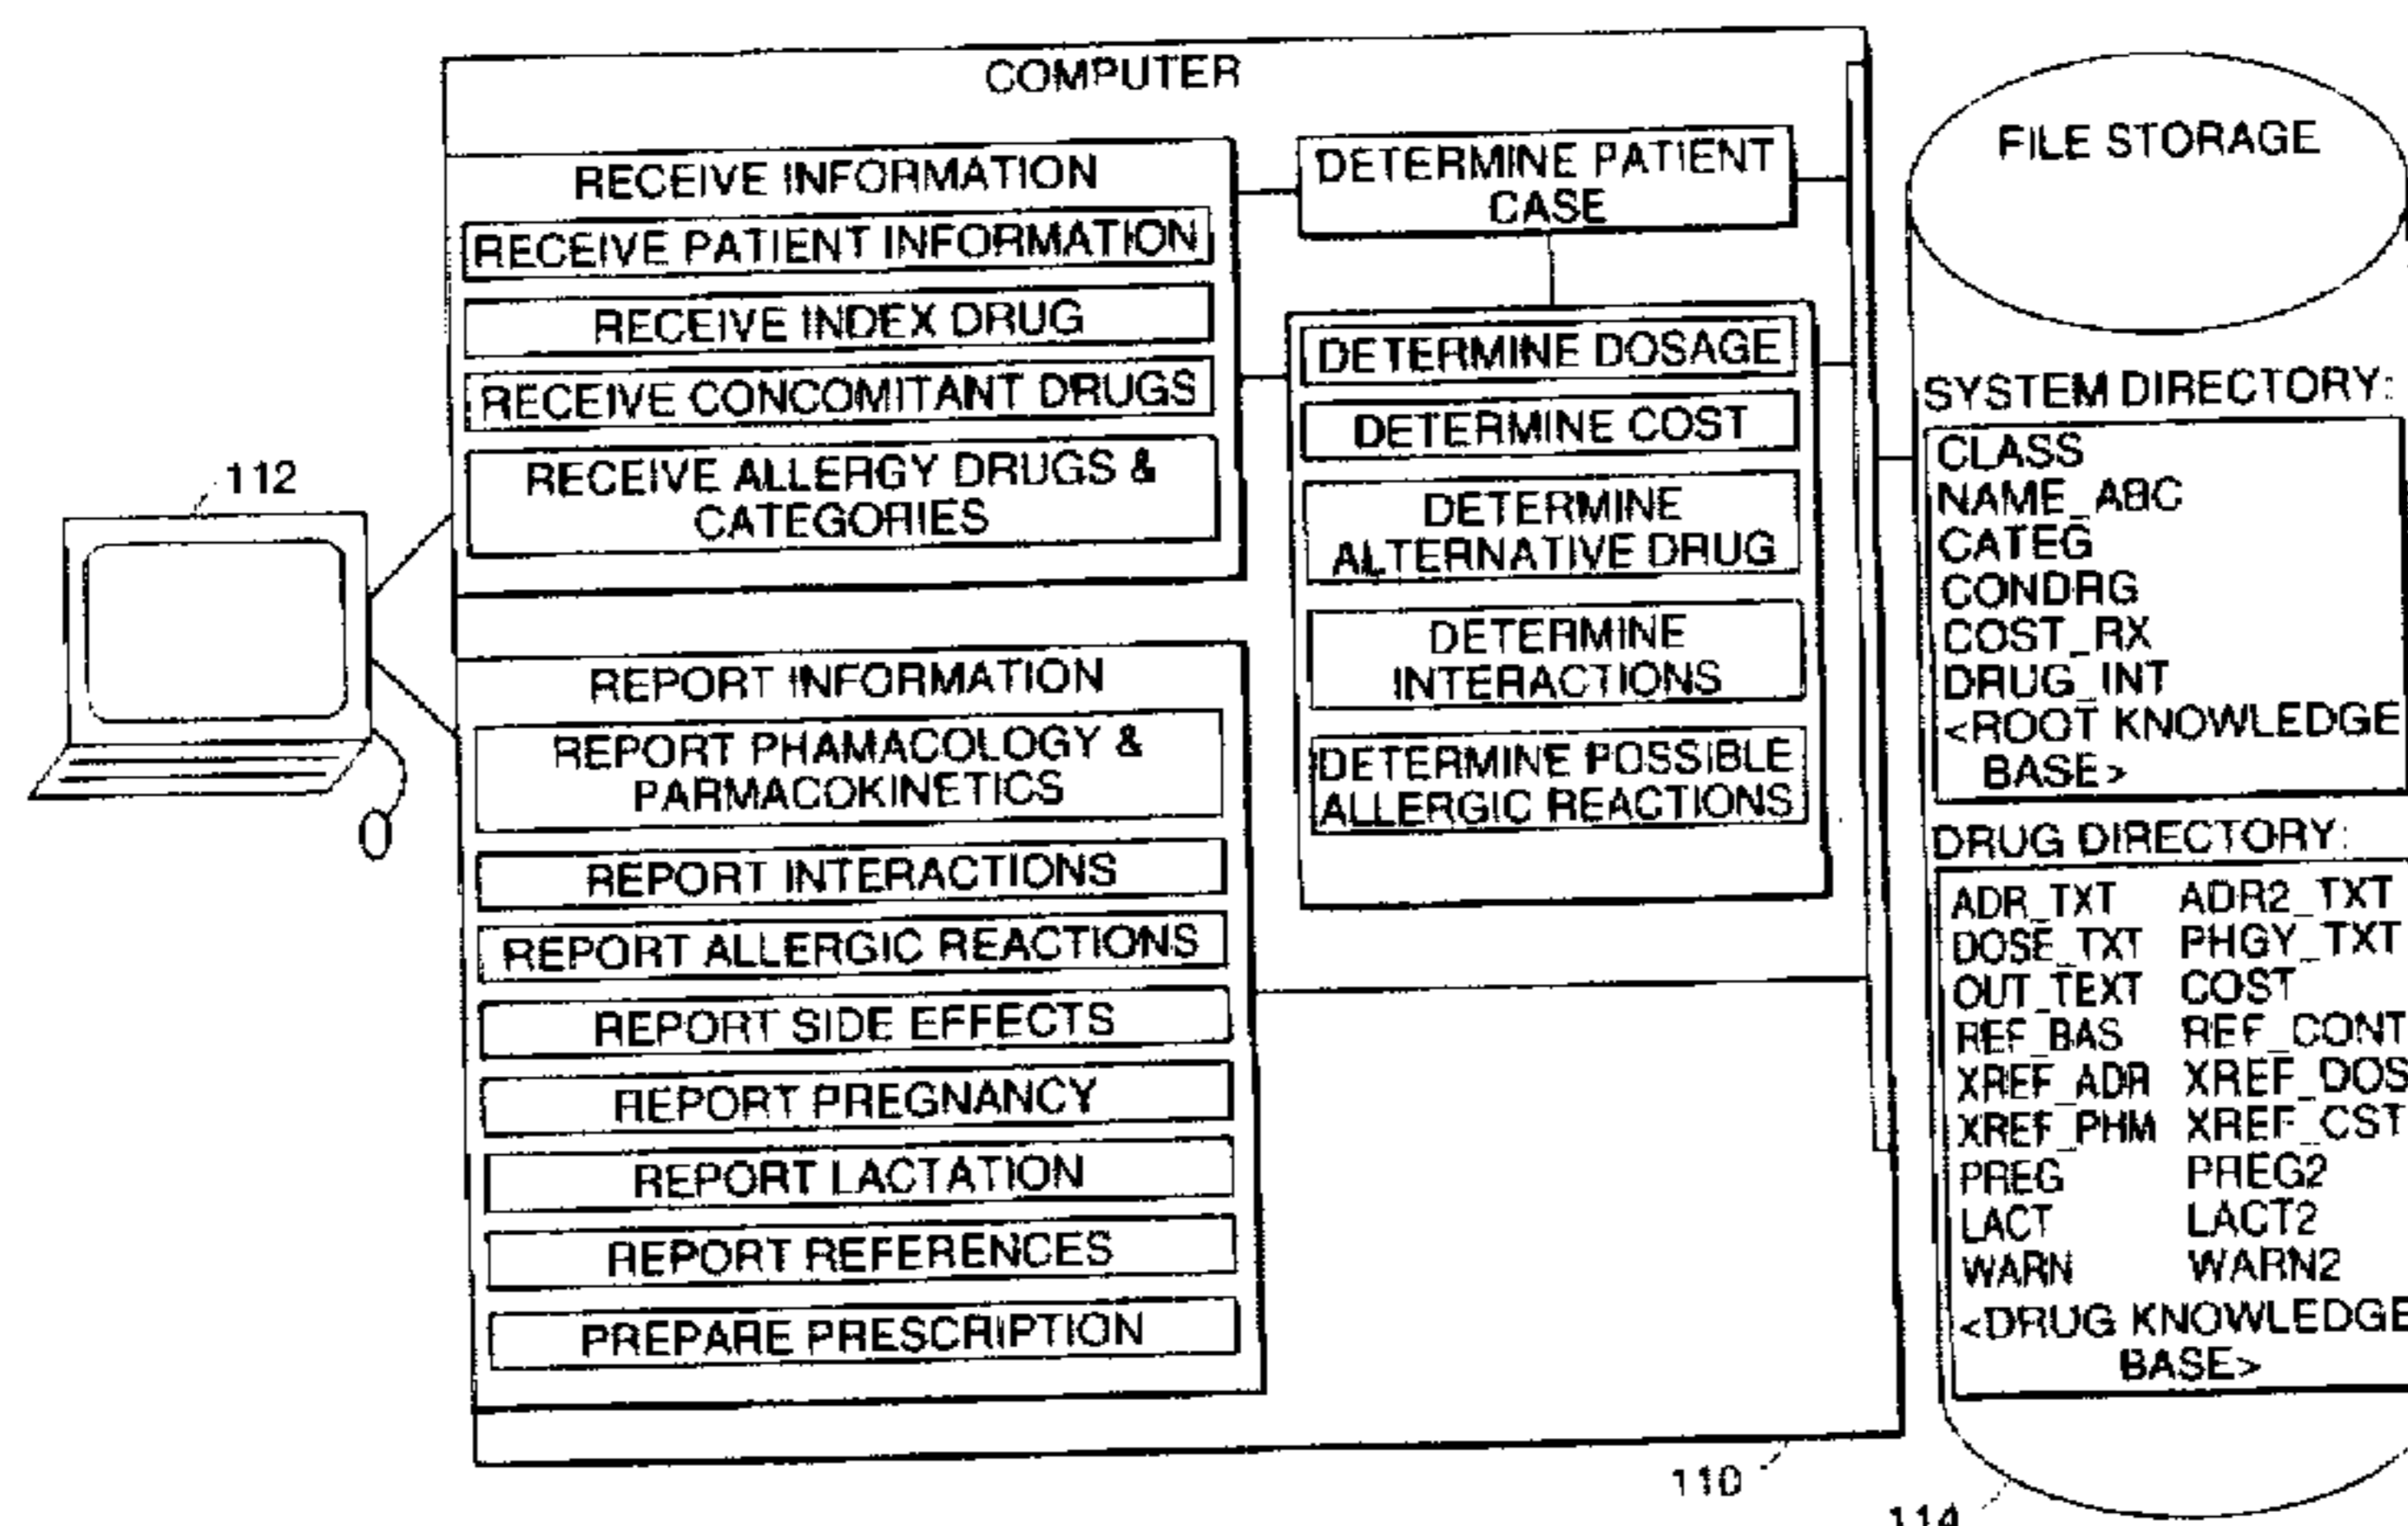 COMPUTER
RECEIVE INFORMATION
RECEIVE PATIENT INFORMATION
RECEIVE INDEX DRUG
RECEIVE CONCOMITANT DRUGS
RECEIVE ALLERGY DRUGS &
CATEGORIES
112
REPORT INFORMATION
REPORT PHAMACOLOGY &
PARMACOKINETICS
REPORT INTERACTIONS
REPORT ALLERGIC REACTIONS
REPORT SIDE EFFECTS
REPORT PREGNANCY
REPORT LACTATION
REPORT REFERENCES
PREPARE PRESCRIPTION
DETERMINE PATIENT
CASE
DETERMINE DOSAGE
DETERMINE COST
DETERMINE
ALTERNATIVE DRUG
DETERMINE
INTERACTIONS
DETERMINE POSSIBLE
ALLERGIC REACTIONS
110
FILE STORAGE
SYSTEM DIRECTORY:
CLASS
NAME_ABC
CATEG
CONDRG
COST_RX
DRUG_INT
<ROOT KNOWLEDGE
BASE>
DRUG DIRECTORY:
ADR_TXT ADR2_TXT
DOSE_TXT PHGY_TXT
OUT_TEXT COST
REF_BAS REF_CONT
XREF_ADR XREF_DOS
XREF_PHM XREF_CST
PREG PREG2
LACT LACT2
WARN WARN2
<DRUG KNOWLEDGE
BASE>
114